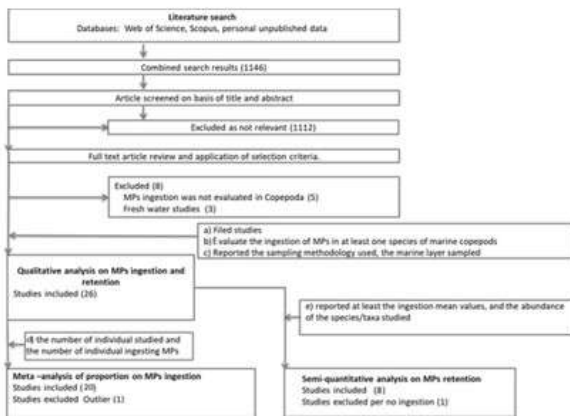 Literature search
Databases: Web of Science, Scopus, personal unpublished data
Combined search results (1146)
Article screened on basis of title and abstract
Excluded as not relevant (1112)
Full text article review and application of selection criteria.
Excluded (8)
MPs ingestion was not evaluated in Copepoda (5)
Fresh water studies (3)
a) Filed studies
b) Evaluate the ingestion of MPs in at least one species of marine copepods
c) Reported the sampling methodology used, the marine layer sampled
Qualitative analysis on MPs ingestion and
retention
Studies included (26)
e) reported at least the ingestion mean values, and the abundance
of the species/taxa studied
d) the number of individual studied and
the number of individual ingesting MPs
Meta –analysis of proportion on MPs ingestion
Studies included (20)
Studies excluded Outlier (1)
Semi-quantitative analysis on MPs retention
Studies included (8)
Studies excluded per no ingestion (1)